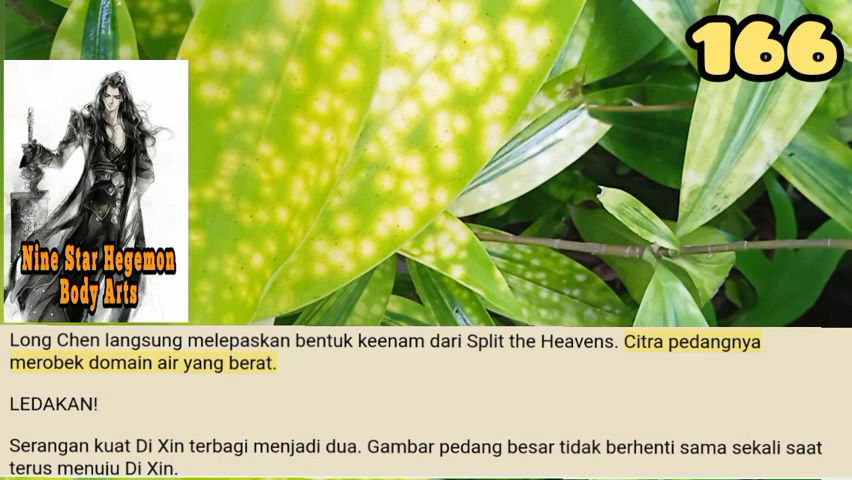 166
Nine Star Hegemon
Body Arts
Long Chen langsung melepaskan bentuk keenam dari Split the Heavens. Citra pedangnya
merobek domain air yang berat.
LEDAKAN!
Serangan kuat Di Xin terbagi menjadi dua. Gambar pedang besar tidak berhenti sama sekali saat
terus menuju Di Xin.